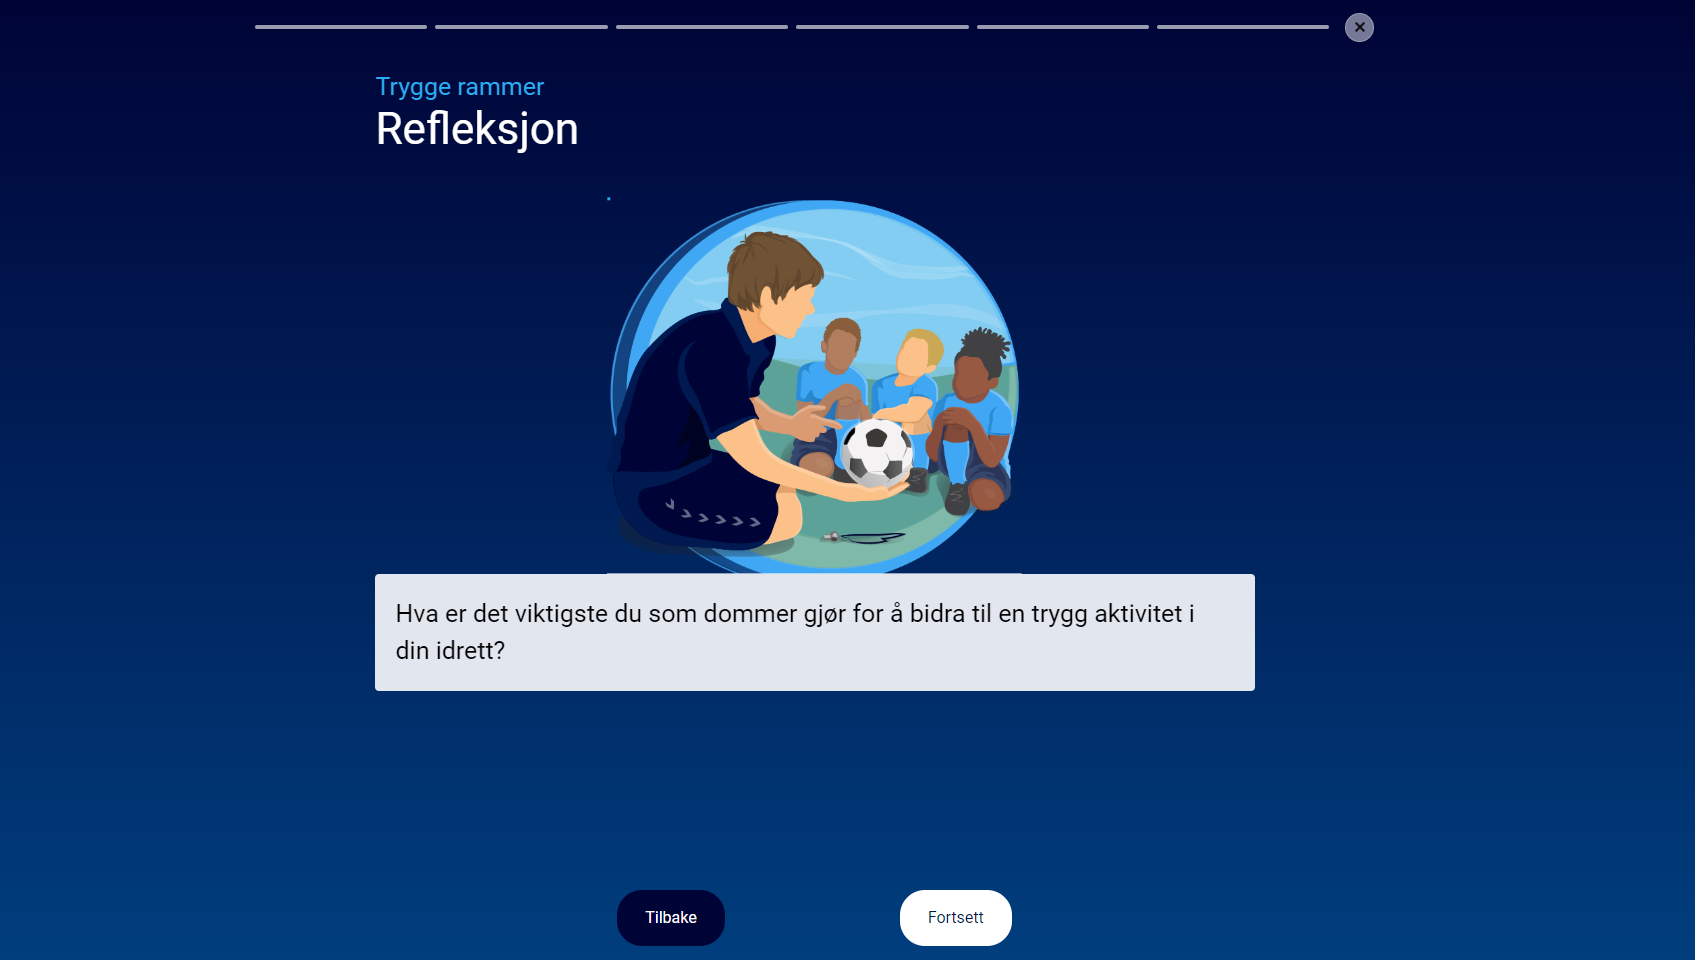 Trygge rammer
Refleksjon
Hva er det viktigste du som dommer gjør for å bidra til en trygg aktivitet i
din idrett?
Tilbake
Fortsett